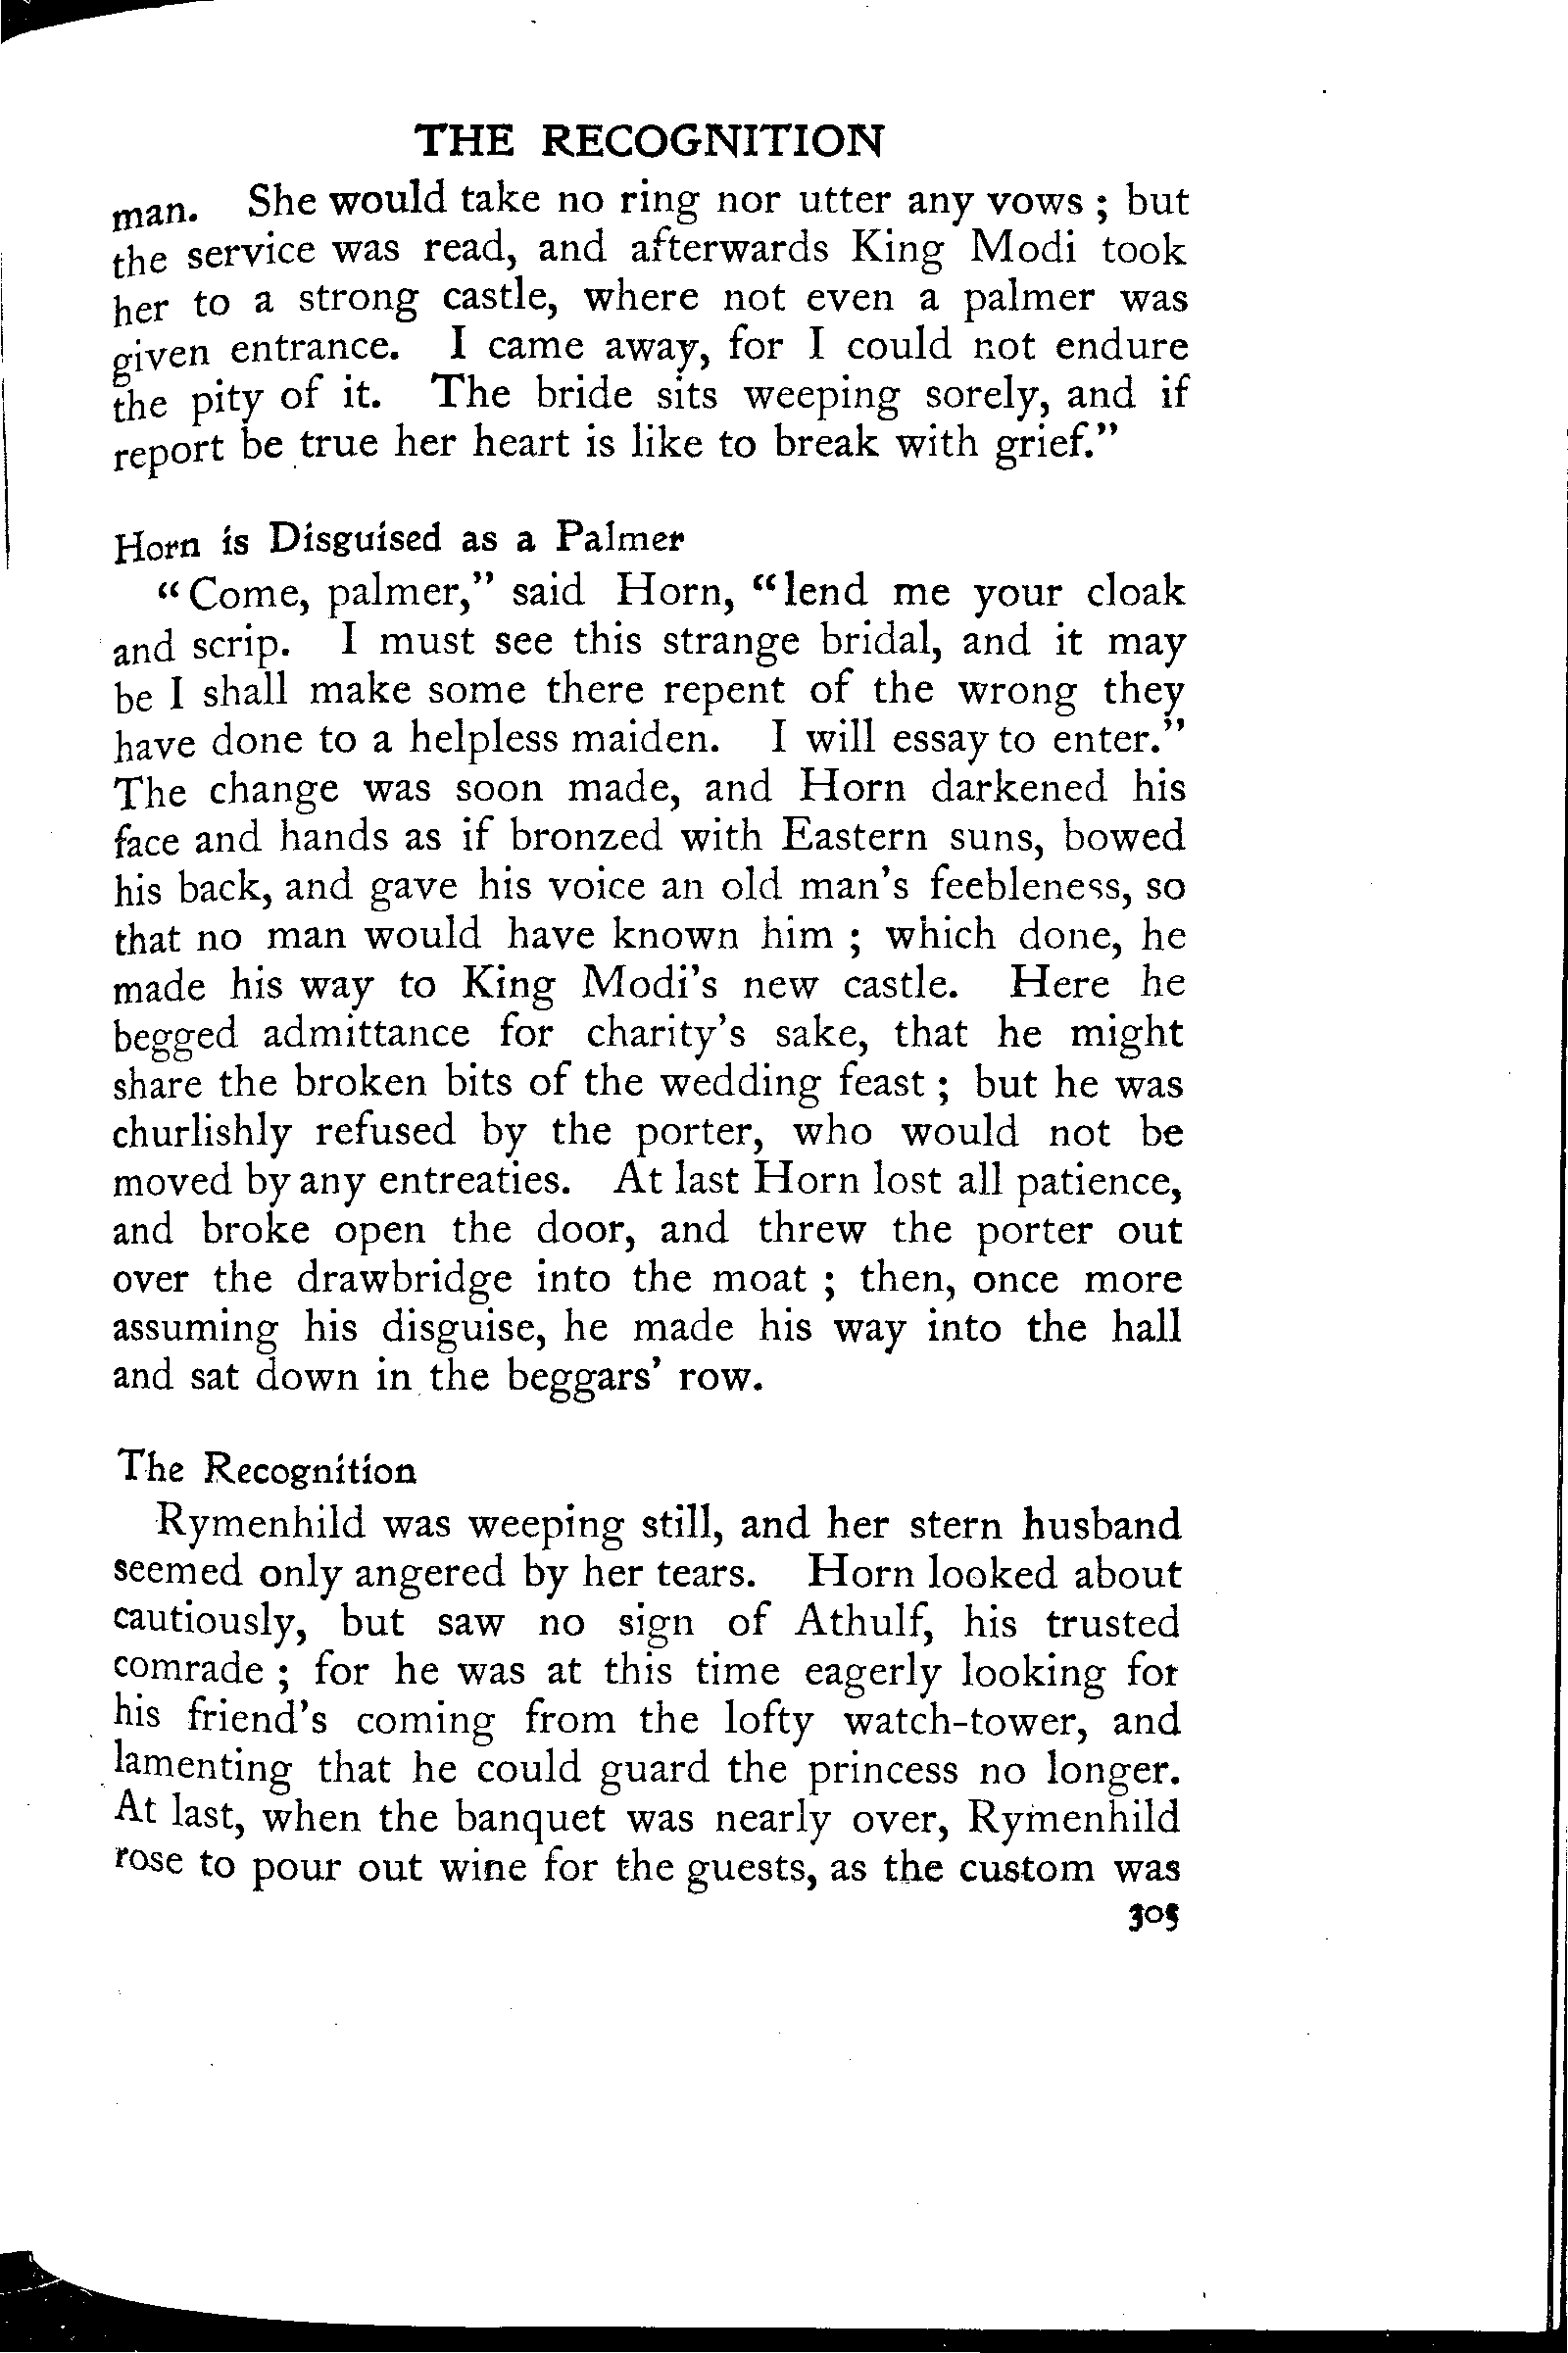 THE RECOGNITION
man. She would take no ring nor utter any vows ; but
the service was read, and afterwards King Modi took
her to a strong castle, where not even a palmer was
given entrance. I came away, for I could not endure
the pity of it. The bride sits weeping sorely, and if
report be true her heart is like to break with grief.”
Horn is Disguised as a Palmer
“Come, palmer,” said Horn, “lend me your cloak
and scrip. I must see this strange bridal, and it may
be I shall make some there repent of the wrong they
have done to a helpless maiden. I will essay to enter.”
The change was soon made, and Horn darkened his
face and hands as if bronzed with Eastern suns, bowed
his back, and gave his voice an old man's feebleness, so
that no man would have known him ; which done, he
made his way to King Modi's new castle. Here he
begged admittance for charity's sake, that he might
share the broken bits of the wedding feast ; but he was
churlishly refused by the porter, who would not be
moved by any entreaties. At last Horn lost all patience,
and broke open the door, and threw the porter out
over the drawbridge into the moat ; then, once more
assuming his disguise, he made his way into the hall
and sat down in the beggars' row.
The Recognition
Rymenhild was weeping still, and her stern husband
seemed only angered by her tears. Horn looked about
cautiously, but saw no sign of Athulf, his trusted
comrade ; for he was at this time eagerly looking for
his friend's coming from the lofty watch-tower, and
lamenting that he could guard the princess no longer.
At last, when the banquet was nearly over, Rymenhild
rose to pour out wine for the guests, as the custom was
305